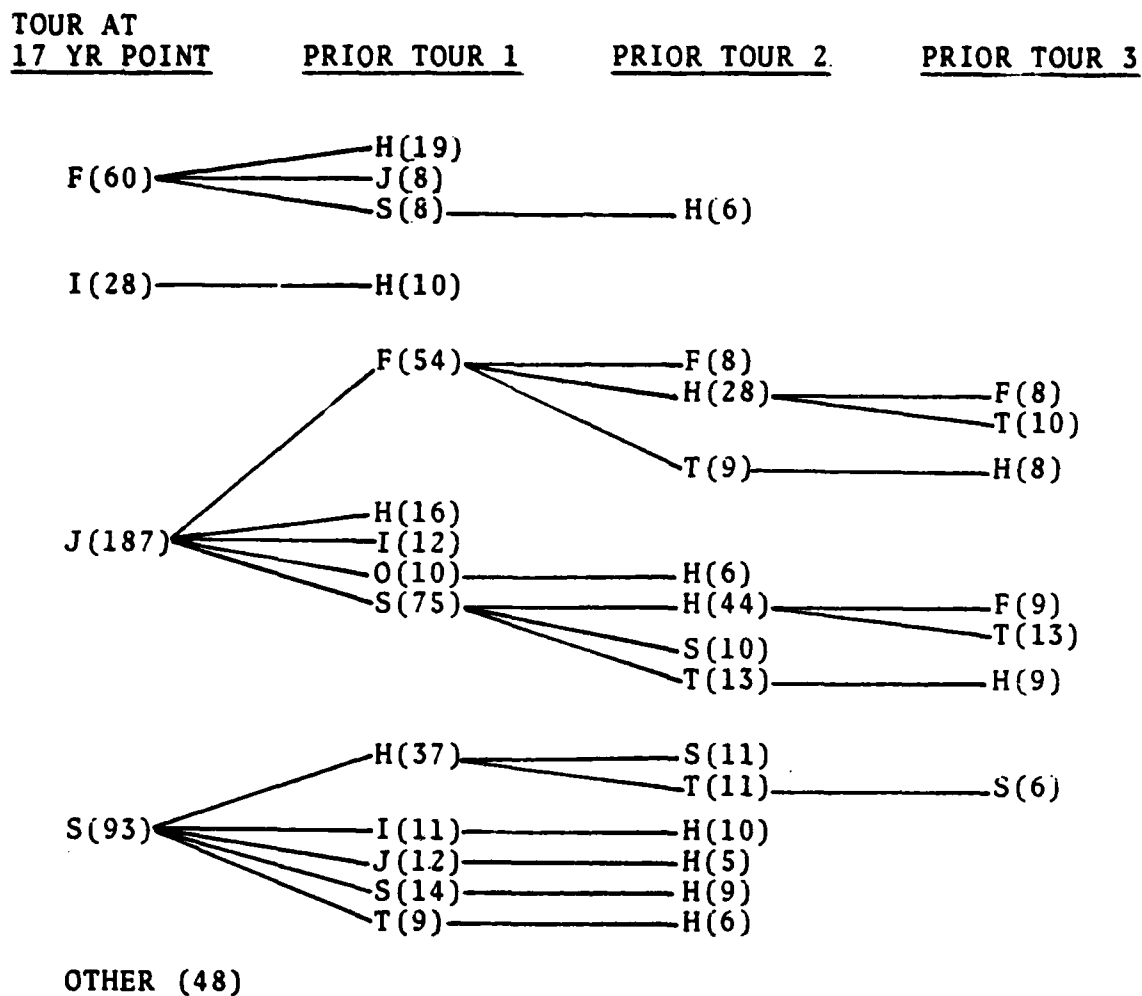 TOUR AT
17 YR POINT PRIOR TOUR 1 PRIOR TOUR 2 PRIOR TOUR 3
H(19)
F(60) J(8)
S(8) H(6)
I(28) H(10)
F(54) F(8)
H(28) F(8)
T(10)
T(9) H(8)
H(16)
J(187) I(12)
O(10) H(6)
S(75) H(44) F(9)
T(13)
S(10)
T(13) H(9)
H(37) S(11)
T(11) S(6)
S(93) I(11) H(10)
J(12) H(5)
S(14) H(9)
T(9) H(6)
OTHER (48)